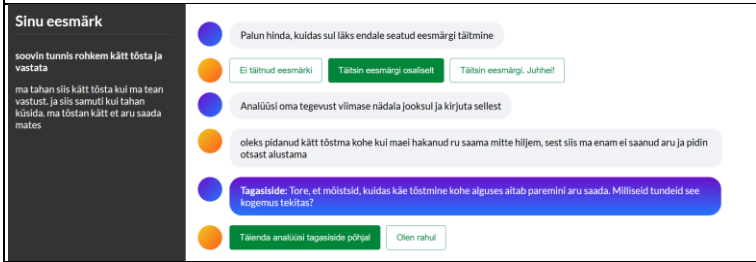 Sinu eesmärk
soovin tunnis rohkem kätt tõsta ja
vastata
ma tahan siis kätt tõsta kui ma tean
vastust. ja siis samuti kui tahan
küsida. ma tõstan kätt et aru saada
mates
Palun hinda, kuidas sul läks endale seatud eesmärgi täitmine
Ei täitnud eesmärki
Täitsin eesmärgi osaliselt
Täitsin eesmärgi. Juhhei!
Analüüsi oma tegevust viimase nädala jooksul ja kirjuta sellest
oleks pidanud kätt tõstma kohe kui maei hakanud ru saama mitte hiljem, sest siis ma enam ei saanud aru ja pidin
otsast alustama
Tagasiside: Tore, et mõistsid, kuidas käe tõstmine kohe alguses aitab paremini aru saada. Milliseid tundeid see
kogemus tekitas?
Täienda analüüsi tagasiside põhjal
Olen rahul